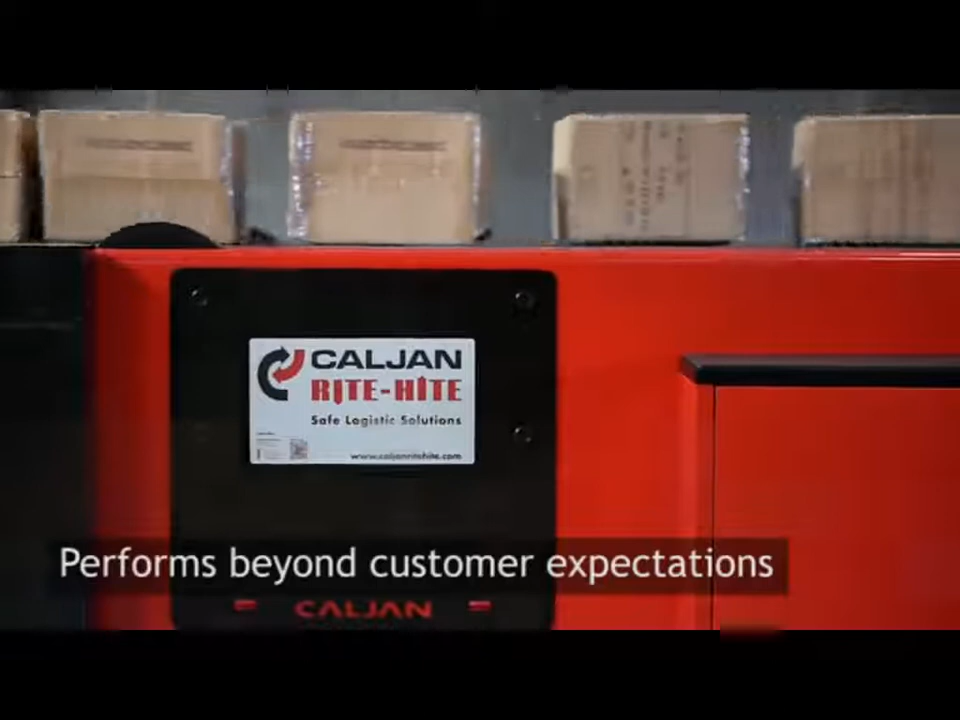 CALJAN
RITE-HITE
Safe Logistic Solutions
www.caljanritehite.com
Performs beyond customer expectations
CALJAN